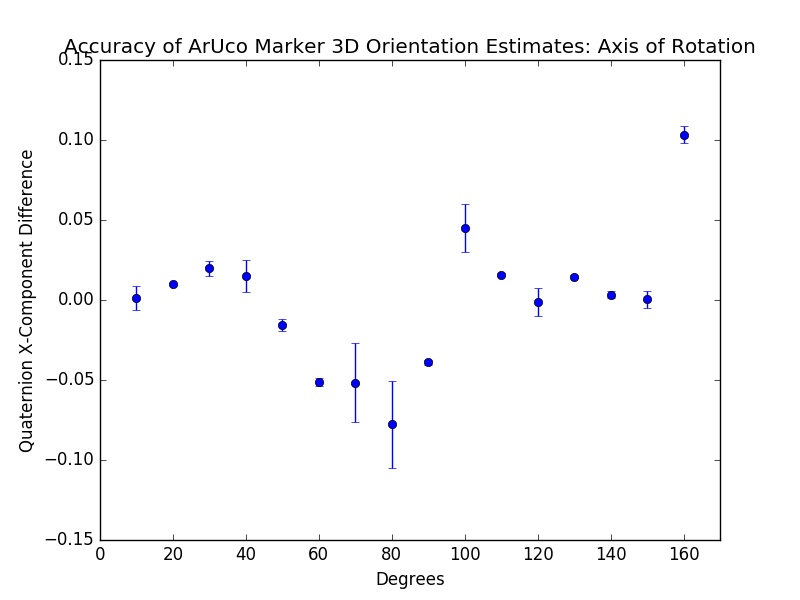 Accuracy of ArUco Marker 3D Orientation Estimates: Axis of Rotation
0.15
0.10
0.05
0.00
−0.05
−0.10
−0.15
Quaternion X-Component Difference
0 20 40 60 80 100 120 140 160
Degrees